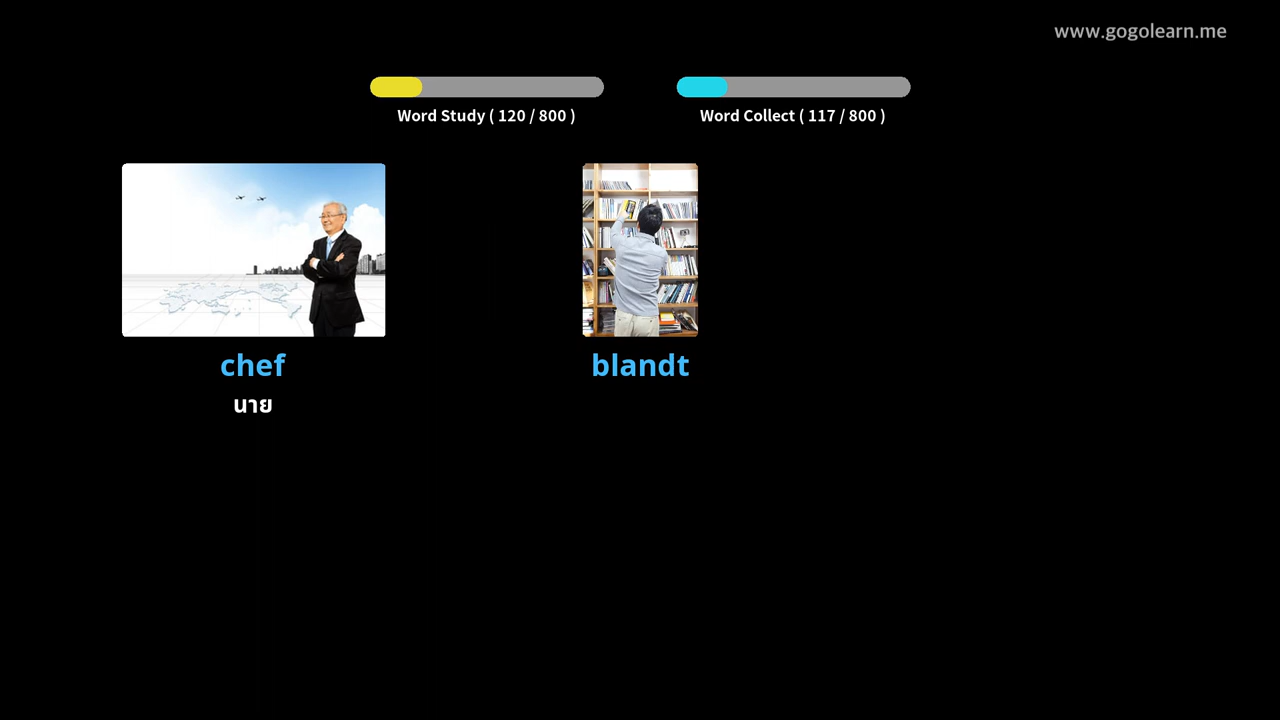 www.gogolearn.me
Word Study ( 120 / 800 )
Word Collect ( 117 / 800 )
chef
นาย
blandt